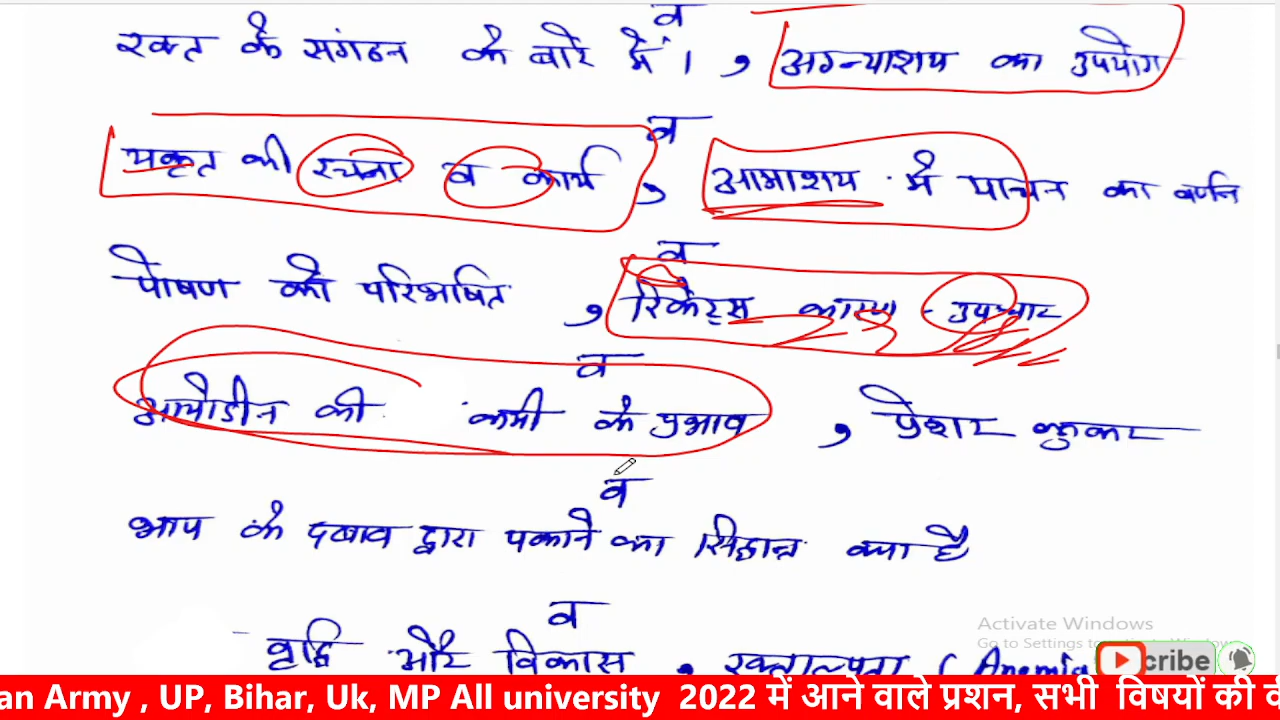 व
रक्त के संगठन के बारे में । , अग्न्याशय का उपयोग
व
यकृत की रचना व कार्य , आमाशय में पाचन का वर्णन
व
पोषण को परिभाषित , रिकेट्स कारण - उपचार
व
आयोडीन की कमी के प्रभाव , प्रेशर कुकर
व
भाप के दबाव द्वारा पकाने का सिद्धान्त क्या है
व
वृद्धि और विकास , रक्ताल्पता ( Anemia
Activate Windows
Go to Settings to activate Windows.
cribe
an Army , UP, Bihar, Uk, MP All university 2022 में आने वाले प्रशन, सभी विषयों की